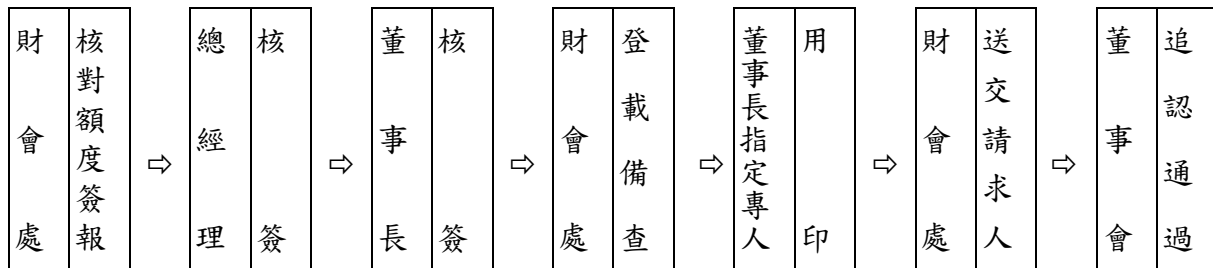 財會處
核對額度簽報
⇨
總經理
核簽
⇨
董事長
核簽
⇨
財會處
登載備查
⇨
董事長指定專人
用印
⇨
財會處
送交請求人
⇨
董事會
追認通過